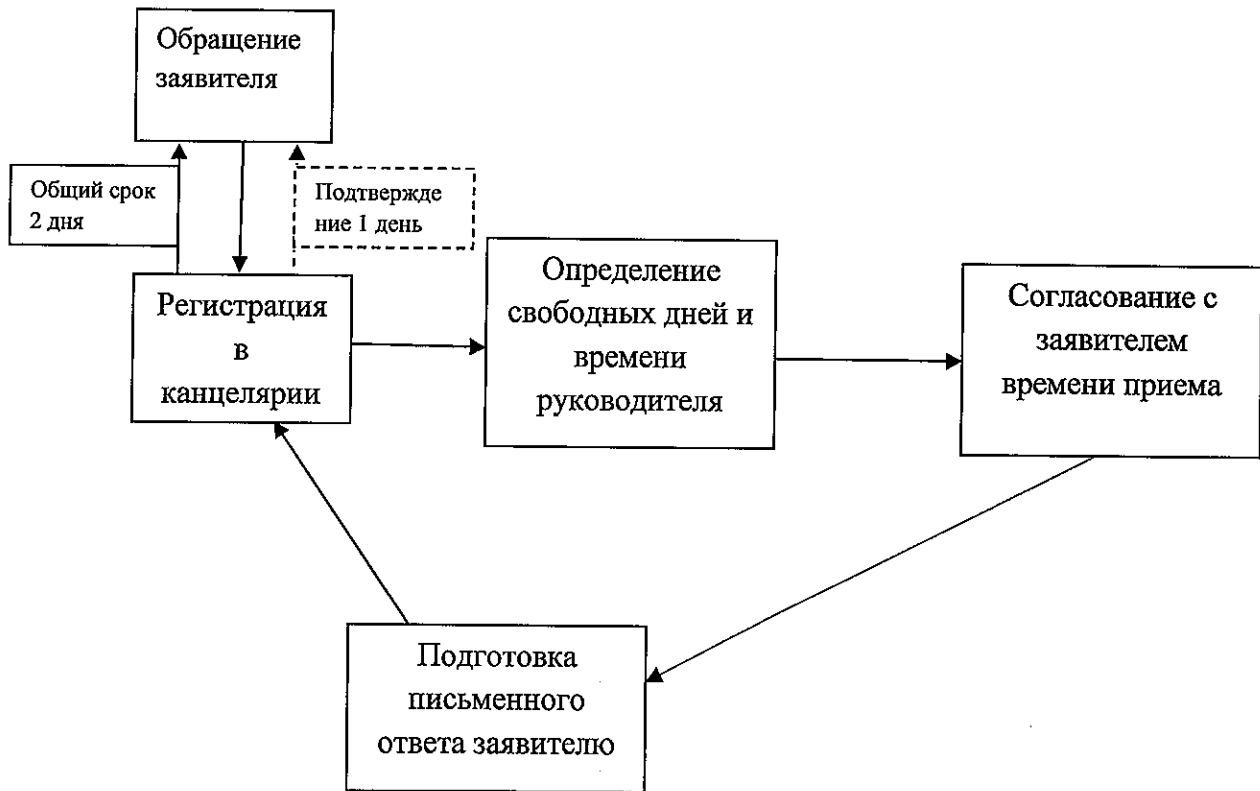 Обращение
заявителя
Общий срок
2 дня
Подтвержде
ние 1 день
Регистрация
в
канцелярии
Определение
свободных дней и
времени
руководителя
Согласование с
заявителем
времени приема
Подготовка
письменного
ответа заявителю